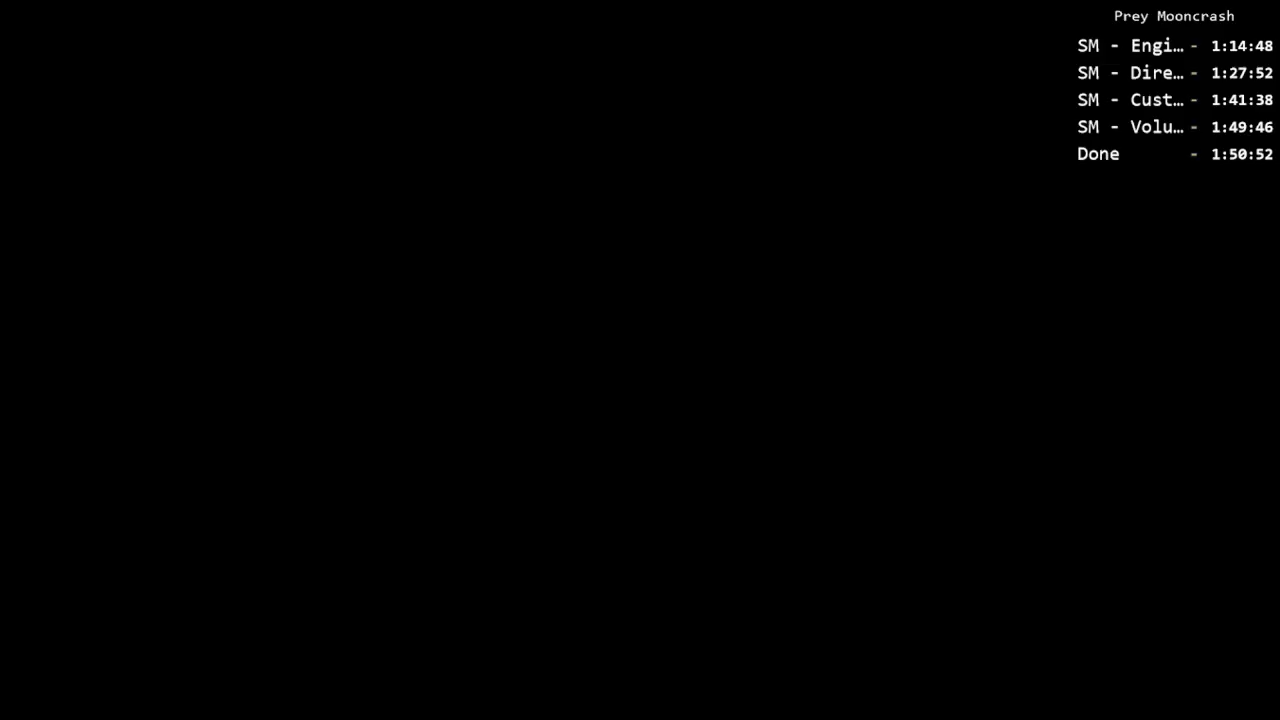 Prey Mooncrash
SM - Engi… - 1:14:48
SM - Dire… - 1:27:52
SM - Cust… - 1:41:38
SM - Volu… - 1:49:46
Done - 1:50:52